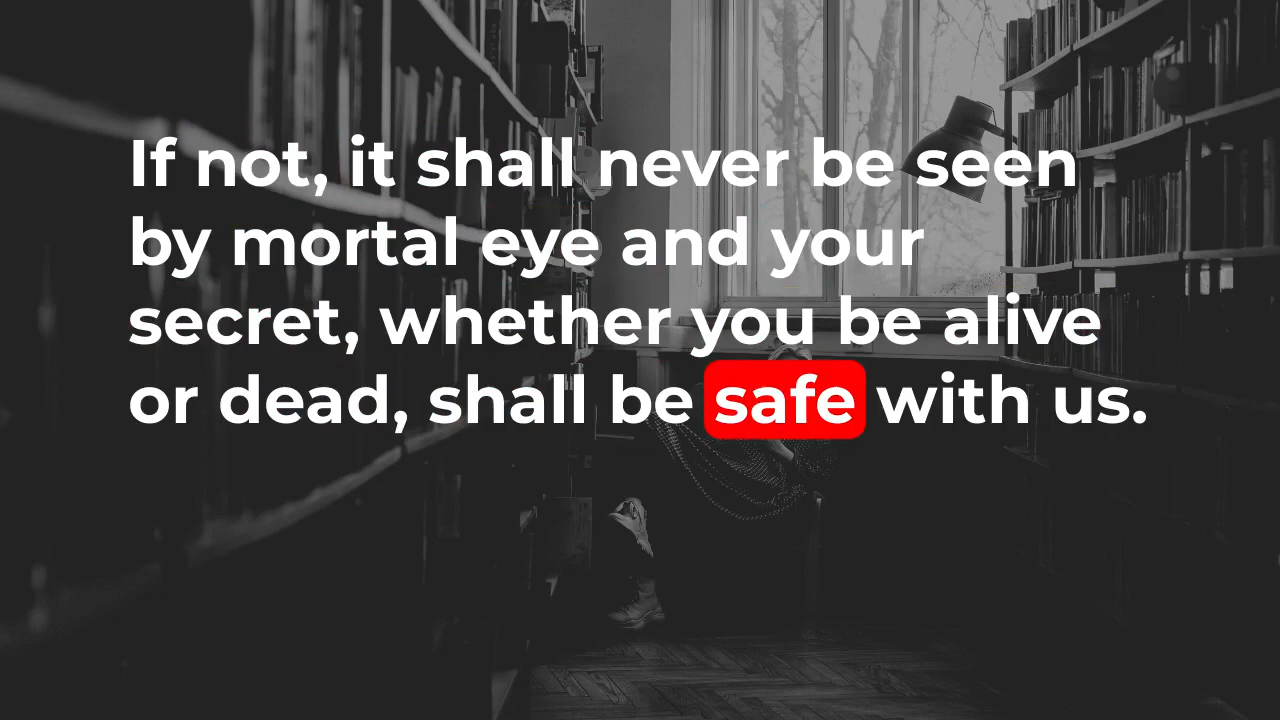 If not, it shall never be seen
by mortal eye and your
secret, whether you be alive
or dead, shall be safe with us.